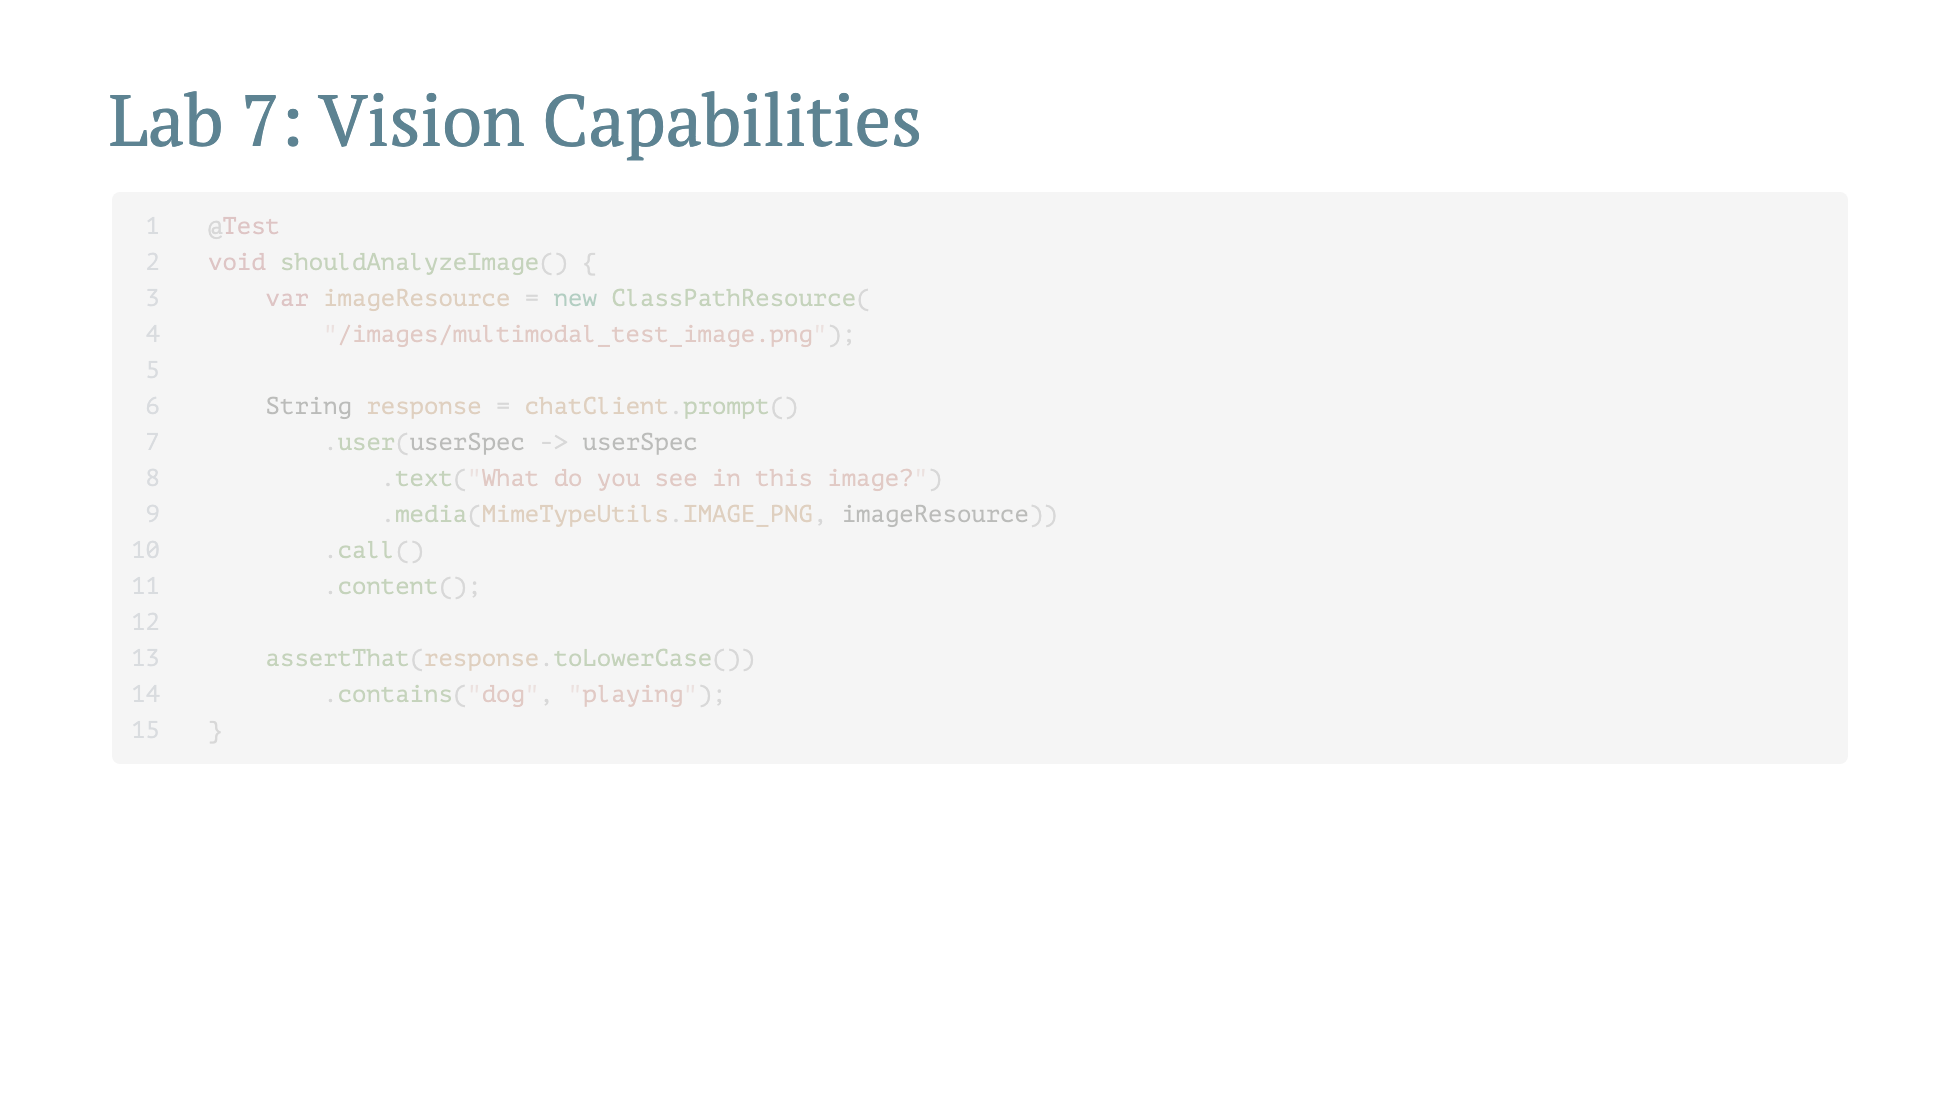 Lab 7: Vision Capabilities
1 @Test
2 void shouldAnalyzeImage() {
3     var imageResource = new ClassPathResource(
4         "/images/multimodal_test_image.png");
5
6     String response = chatClient.prompt()
7         .user(userSpec -> userSpec
8             .text("What do you see in this image?")
9             .media(MimeTypeUtils.IMAGE_PNG, imageResource))
10         .call()
11         .content();
12
13     assertThat(response.toLowerCase())
14         .contains("dog", "playing");
15 }